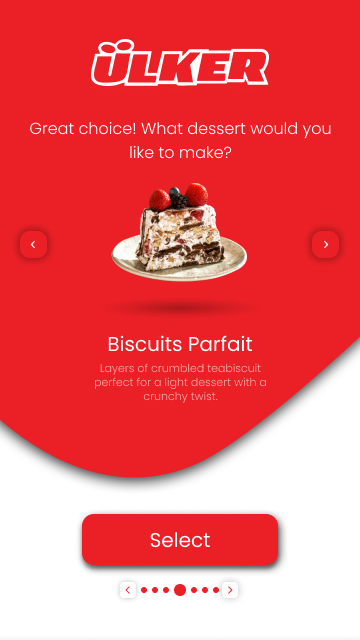 ÜLKER
Great choice! What dessert would you
like to make?
Biscuits Parfait
Layers of crumbled teabiscuit
perfect for a light dessert with a
crunchy twist.
Select